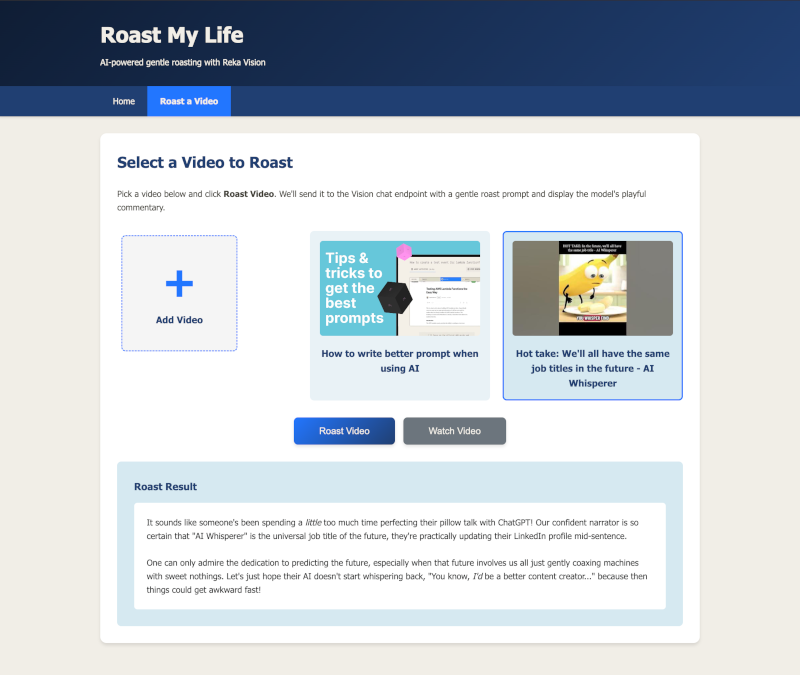 Roast My Life
AI-powered gentle roasting with Reka Vision
Home
Roast a Video
Select a Video to Roast
Pick a video below and click Roast Video. We'll send it to the Vision chat endpoint with a gentle roast prompt and display the model's playful
commentary.
+
Add Video
Tips &
tricks to
get the
best
prompts
How to write better prompt when
using AI
HOT TAKE: In the future, we'll all have
the same job title - AI Whisperer
YOU WHISPER
Hot take: We'll all have the same
job titles in the future - AI
Whisperer
Roast Video
Watch Video
Roast Result
It sounds like someone's been spending a little too much time perfecting their pillow talk with ChatGPT! Our confident narrator is so
certain that "AI Whisperer" is the universal job title of the future, they're practically updating their LinkedIn profile mid-sentence.
One can only admire the dedication to predicting the future, especially when that future involves us all just gently coaxing machines
with sweet nothings. Let's just hope their AI doesn't start whispering back, "You know, I'd be a better content creator..." because then
things could get awkward fast!